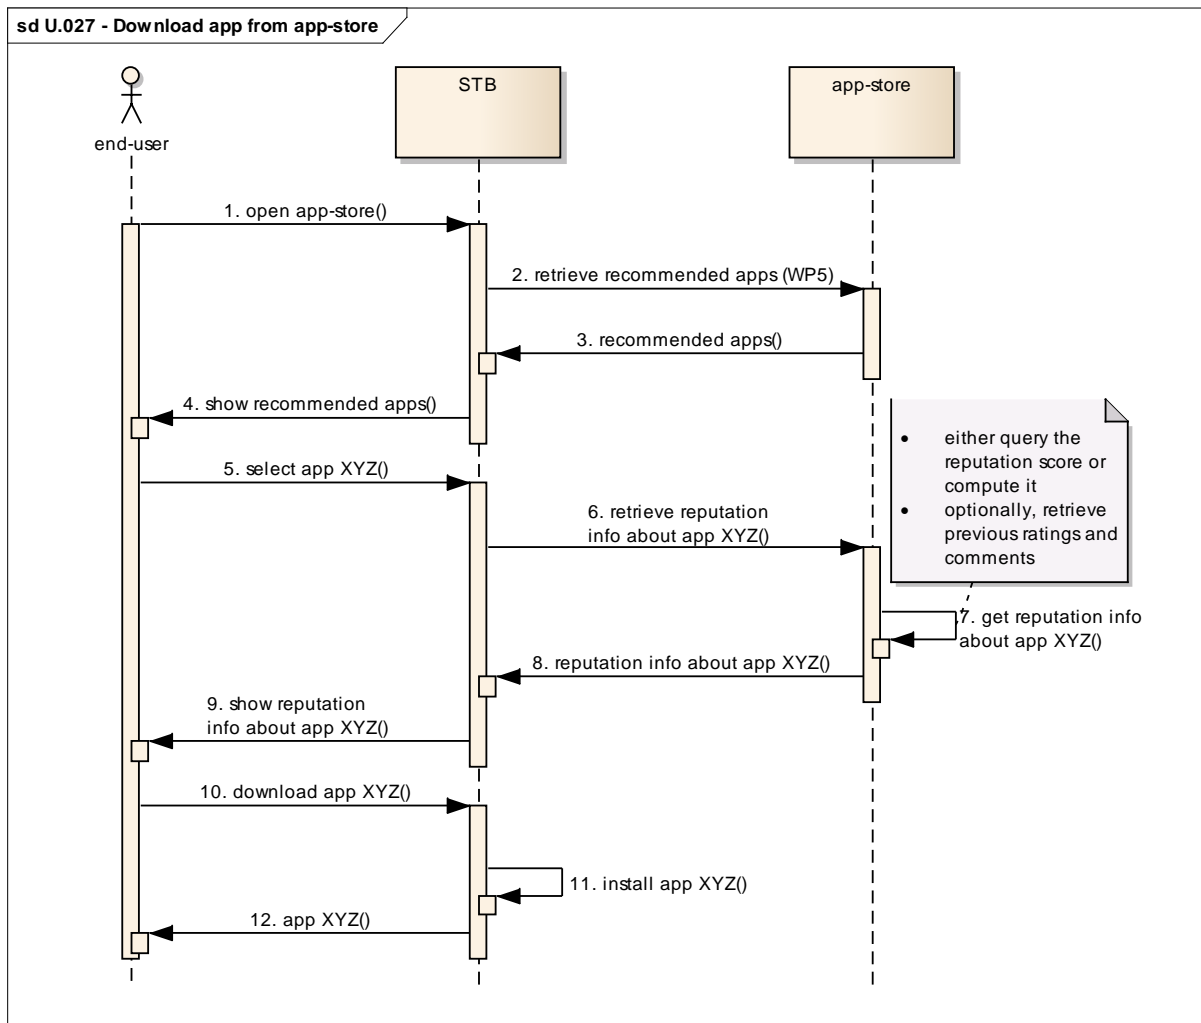 sd U.027 - Download app from app-store
end-user
STB
app-store
1. open app-store()
2. retrieve recommended apps (WP5)
3. recommended apps()
4. show recommended apps()
• either query the
reputation score or
compute it
• optionally, retrieve
previous ratings and
comments
5. select app XYZ()
6. retrieve reputation
info about app XYZ()
7. get reputation info
about app XYZ()
8. reputation info about app XYZ()
9. show reputation
info about app XYZ()
10. download app XYZ()
11. install app XYZ()
12. app XYZ()